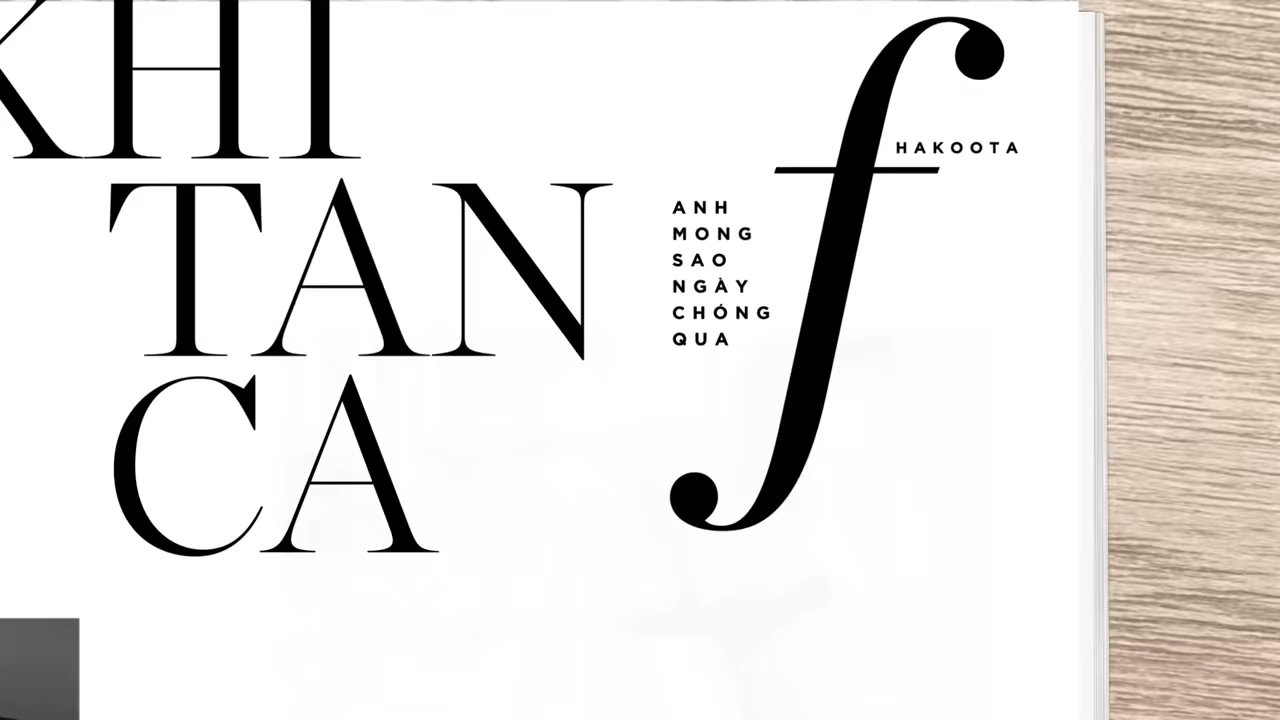 KHI
TAN
CA
f
HAKOOTA
ANH
MONG
SAO
NGÀY
CHÓNG
QUA